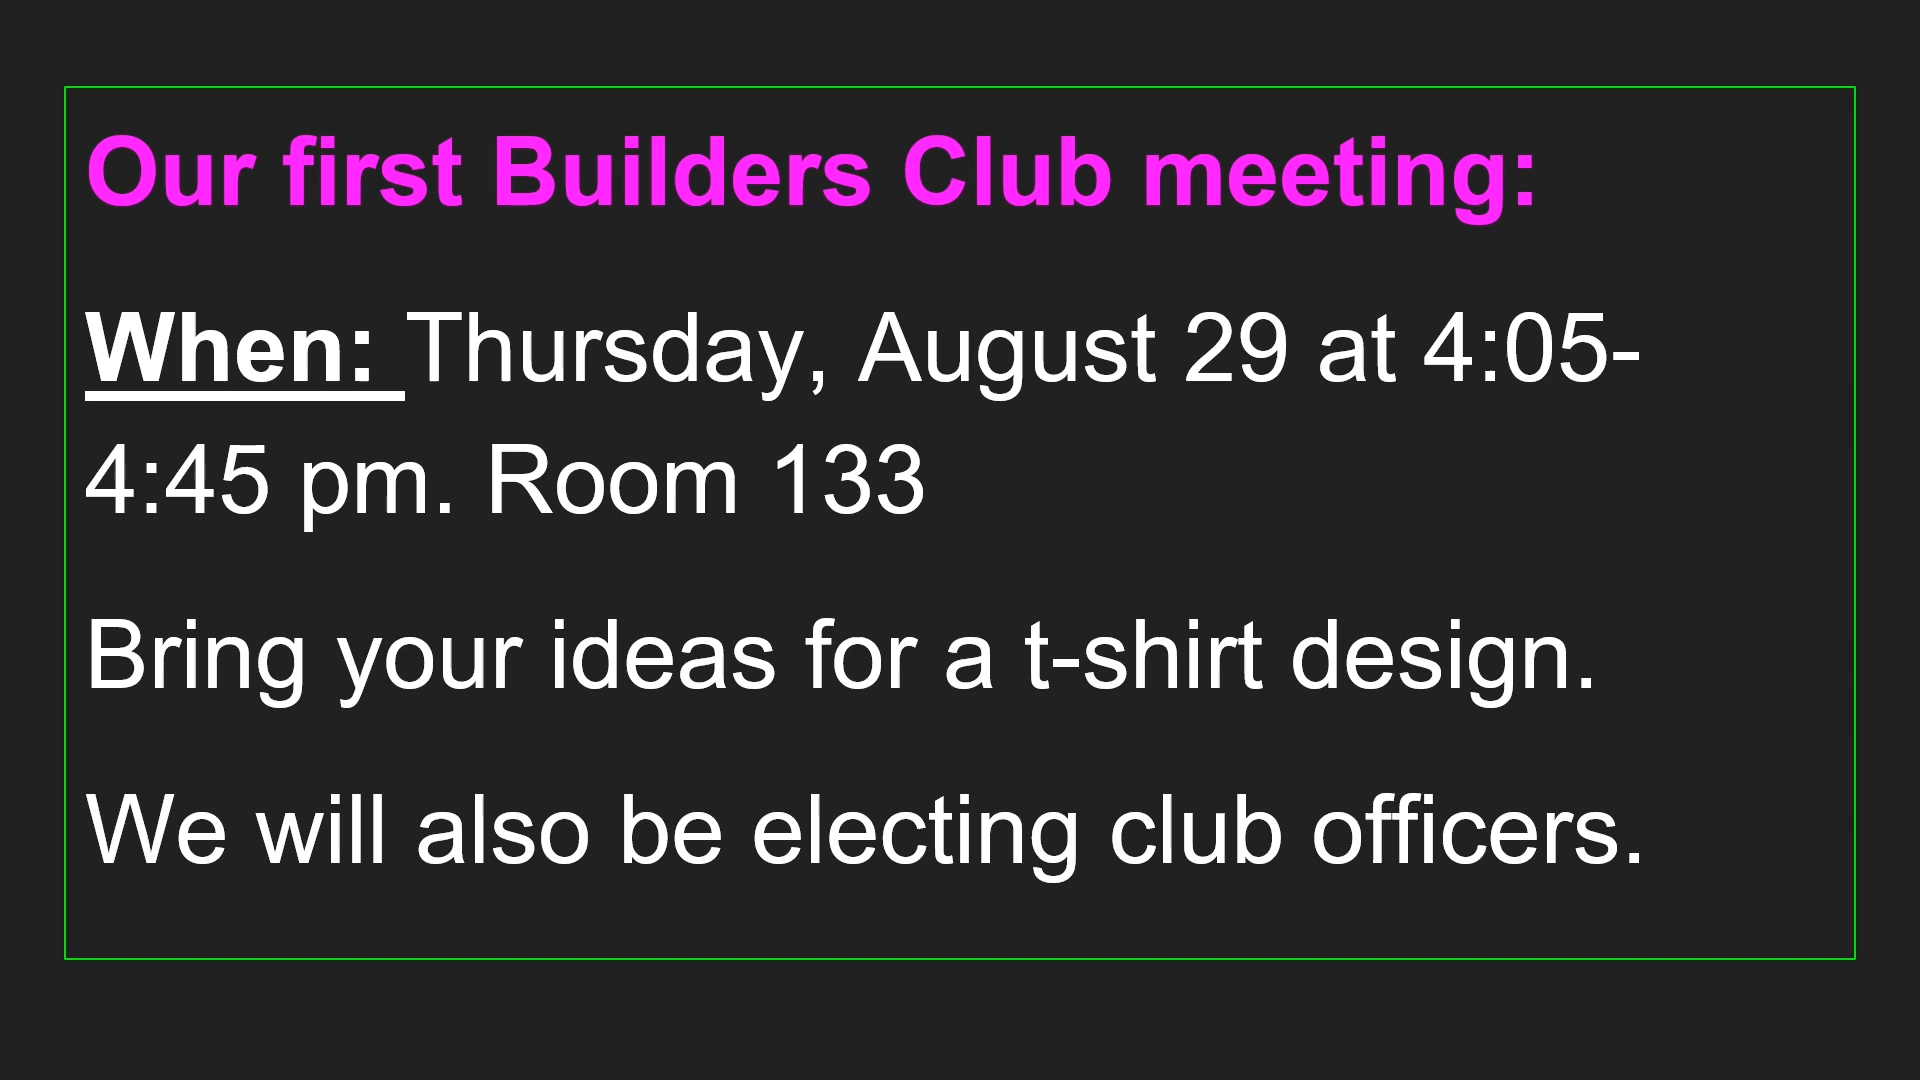 Our first Builders Club meeting:
When: Thursday, August 29 at 4:05-
4:45 pm. Room 133
Bring your ideas for a t-shirt design.
We will also be electing club officers.